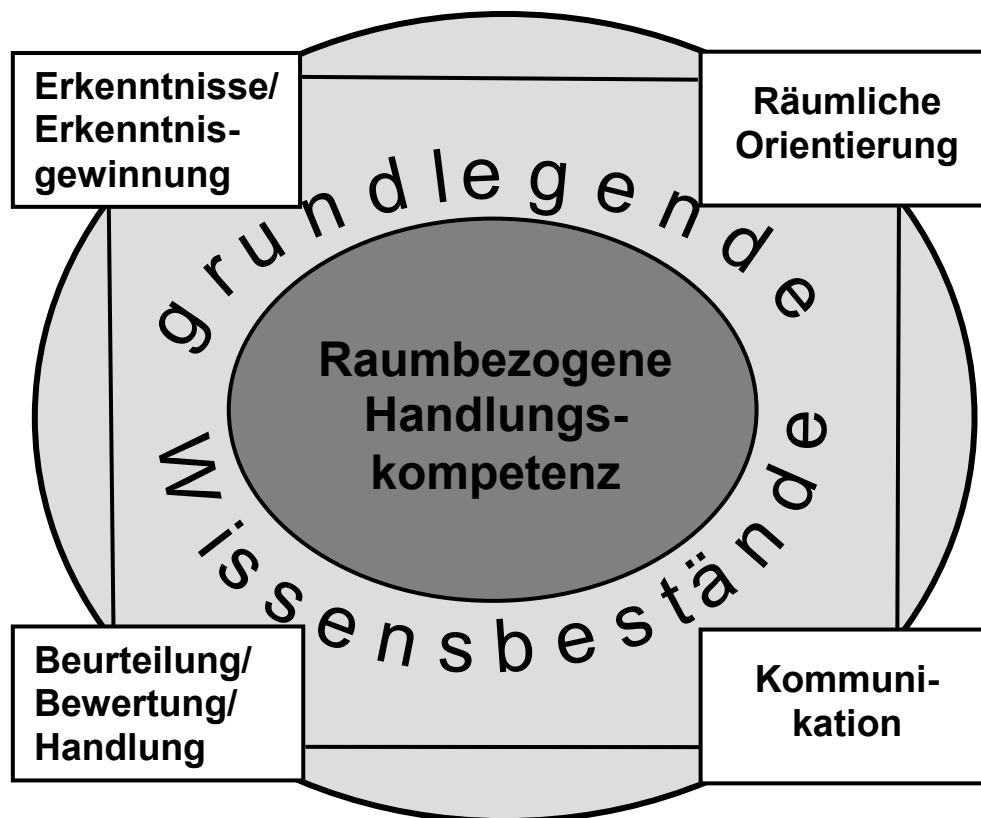 Erkenntnisse/
Erkenntnis-
gewinnung
Räumliche
Orientierung
grundlegende
Raumbezogene
Handlungs-
kompetenz
Wissensbestände
Beurteilung/
Bewertung/
Handlung
Kommuni-
kation